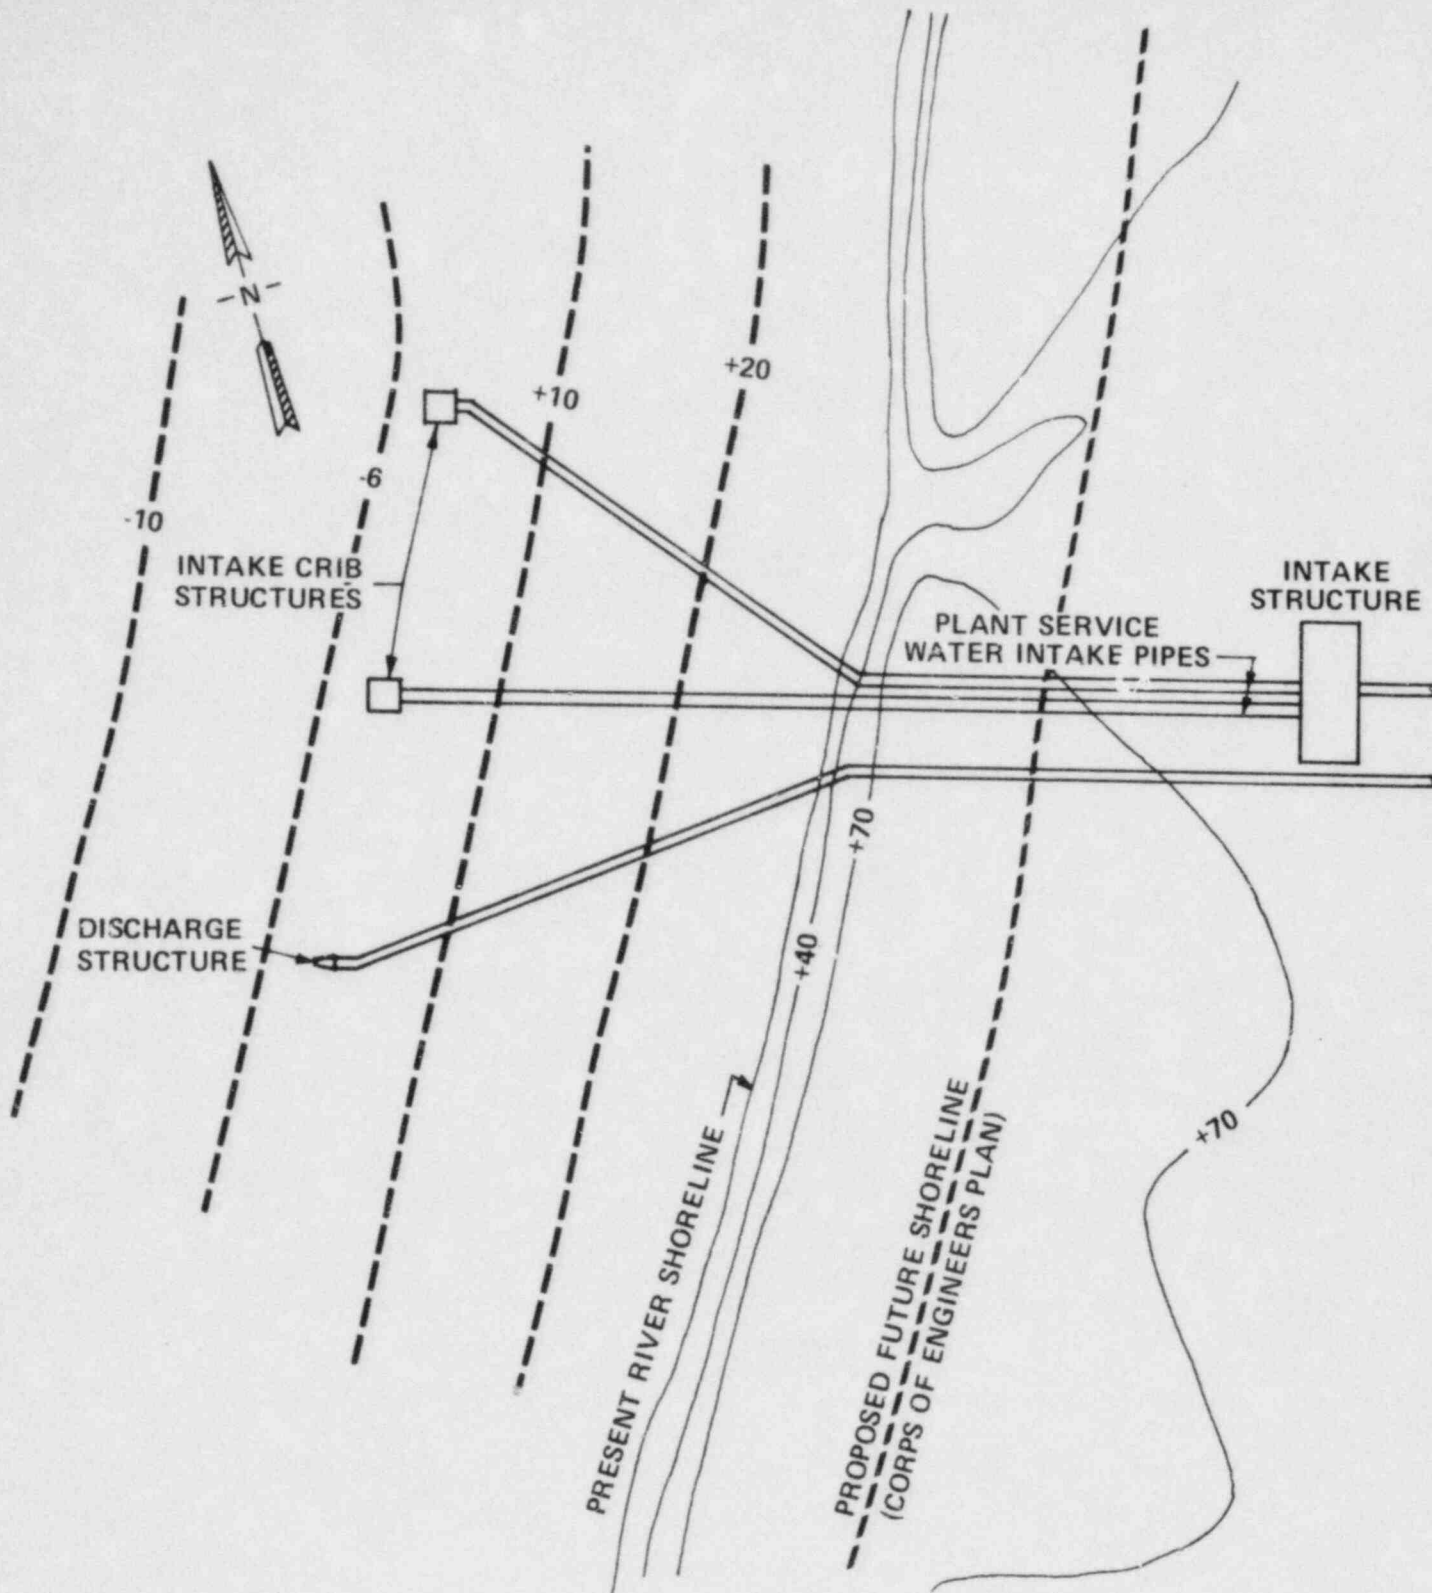 N
+20
+10
-6
-10
INTAKE CRIB
STRUCTURES
INTAKE
STRUCTURE
PLANT SERVICE
WATER INTAKE PIPES
+70
DISCHARGE
STRUCTURE
+40
+70
PRESENT RIVER SHORELINE
PROPOSED FUTURE SHORELINE
(CORPS OF ENGINEERS PLAN)